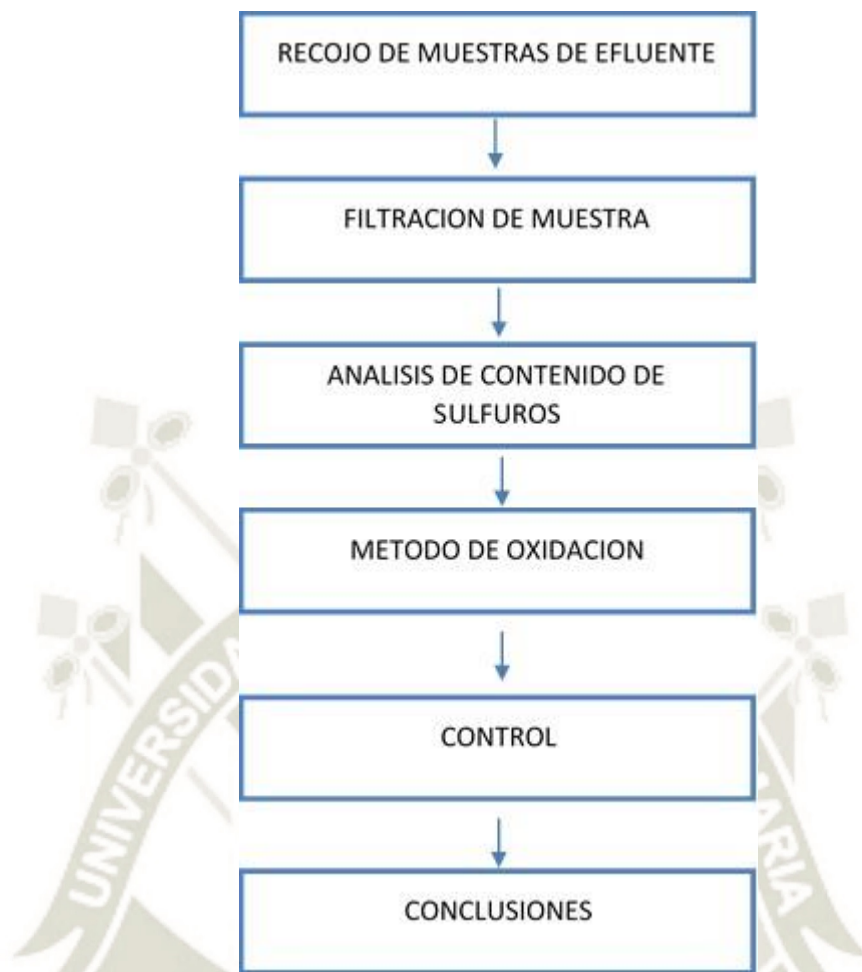 RECOJO DE MUESTRAS DE EFLUENTE
FILTRACION DE MUESTRA
ANALISIS DE CONTENIDO DE
SULFUROS
METODO DE OXIDACION
CONTROL
CONCLUSIONES